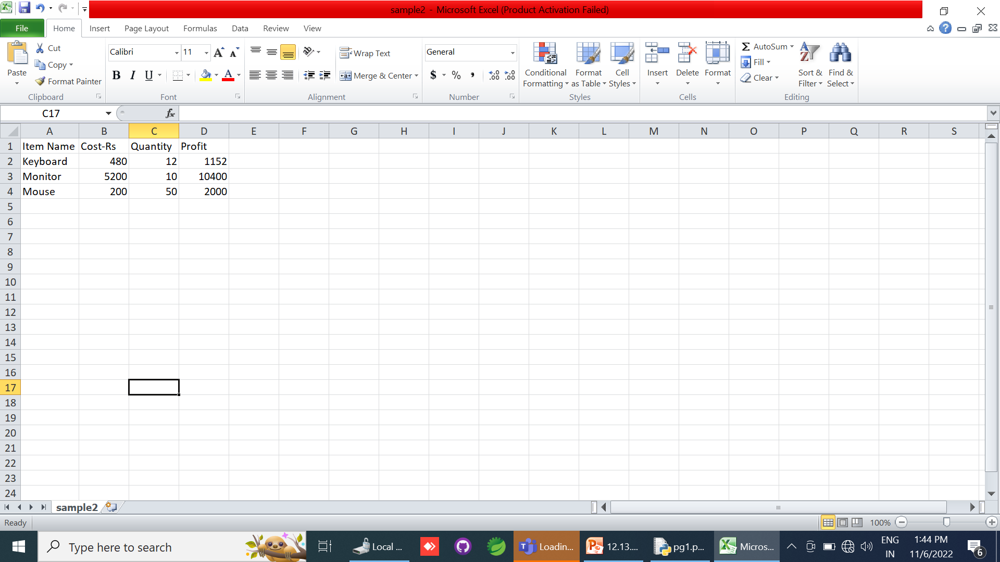 sample2 - Microsoft Excel (Product Activation Failed)
File Home Insert Page Layout Formulas Data Review View
Paste
Cut
Copy
Format Painter
Clipboard
Calibri 11
B I U
Font
Wrap Text
Merge & Center
Alignment
General
$ % ,
Number
Conditional Formatting
Format as Table
Cell Styles
Styles
Insert Delete Format
Cells
Σ AutoSum
Fill
Clear
Sort & Filter
Find & Select
Editing
C17 fx
A B C D E F G H I J K L M N O P Q R S
1 Item Name Cost-Rs Quantity Profit
2 Keyboard 480 12 1152
3 Monitor 5200 10 10400
4 Mouse 200 50 2000
5
6
7
8
9
10
11
12
13
14
15
16
17
18
19
20
21
22
23
24
sample2
Ready 100%
Type here to search Local ... Loadin... 12.13.... pg1.p... Micros... ENG IN 1:44 PM 11/6/2022 6